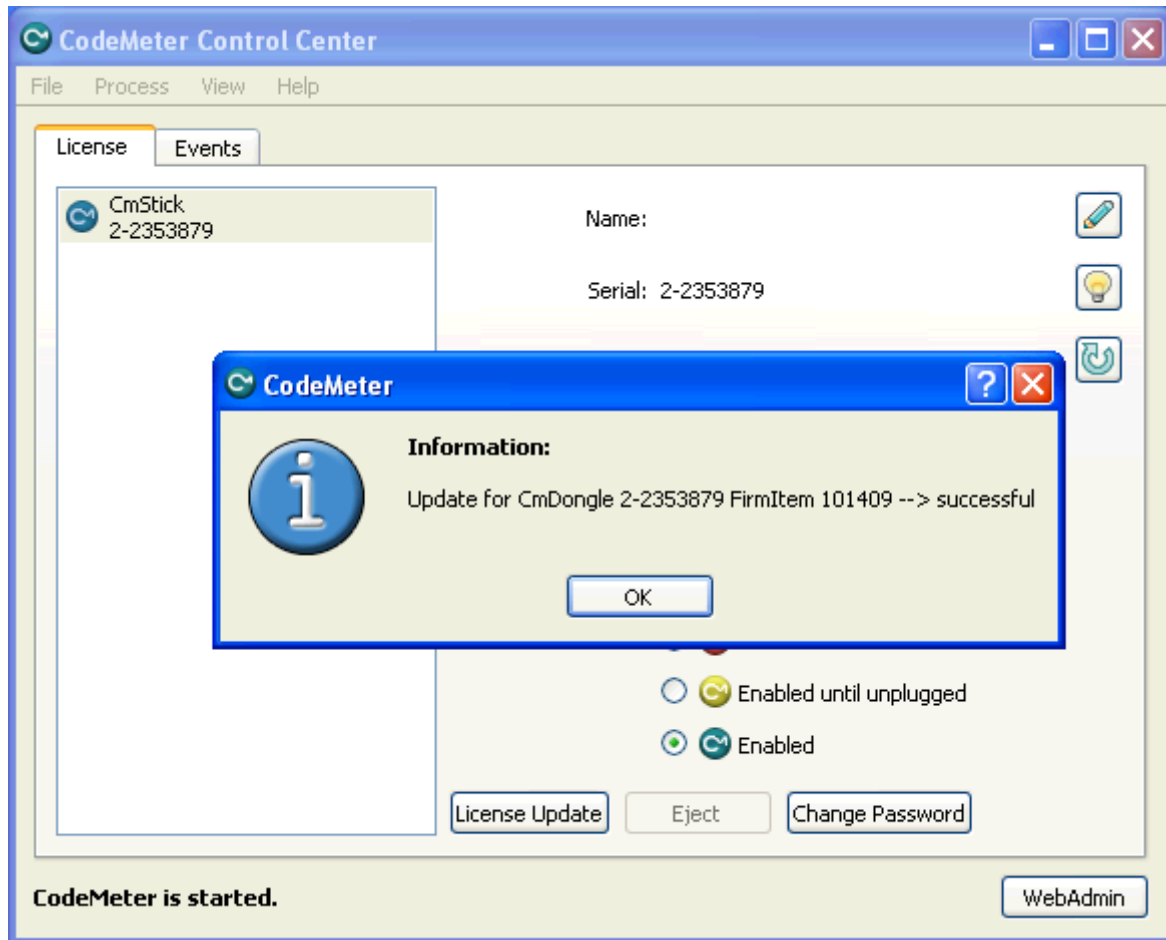 CodeMeter Control Center
File Process View Help
License Events
CmStick
2-2353879
Name:
Serial: 2-2353879
CodeMeter
Information:
Update for CmDongle 2-2353879 FirmItem 101409 --> successful
OK
Enabled until unplugged
Enabled
License Update Eject Change Password
CodeMeter is started.
WebAdmin